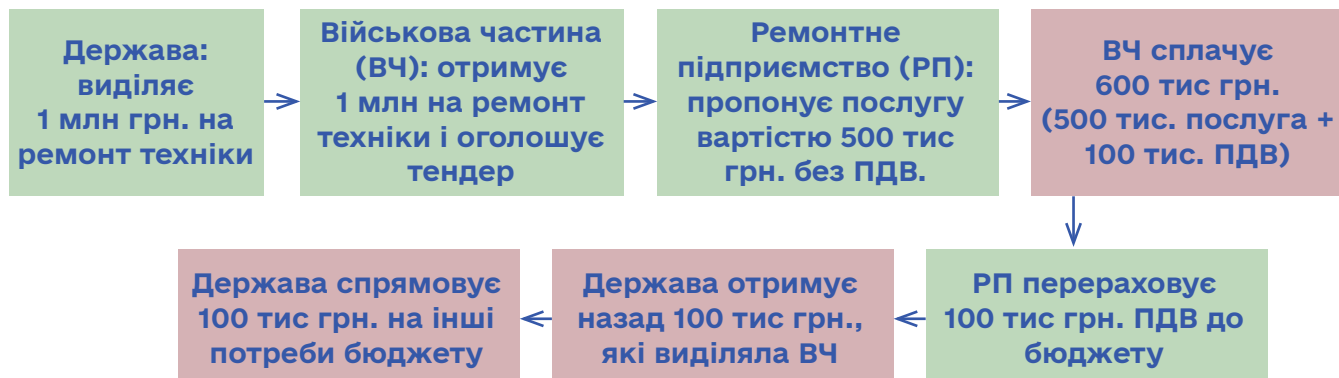 Держава:
виділяє
1 млн грн. на
ремонт техніки
Військова частина
(ВЧ): отримує
1 млн на ремонт
техніки і оголошує
тендер
Ремонтне
підприємство (РП):
пропонує послугу
вартістю 500 тис
грн. без ПДВ.
ВЧ сплачує
600 тис грн.
(500 тис. послуга +
100 тис. ПДВ)
РП перераховує
100 тис грн. ПДВ до
бюджету
Держава отримує
назад 100 тис грн.,
які виділяла ВЧ
Держава спрямовує
100 тис грн. на інші
потреби бюджету